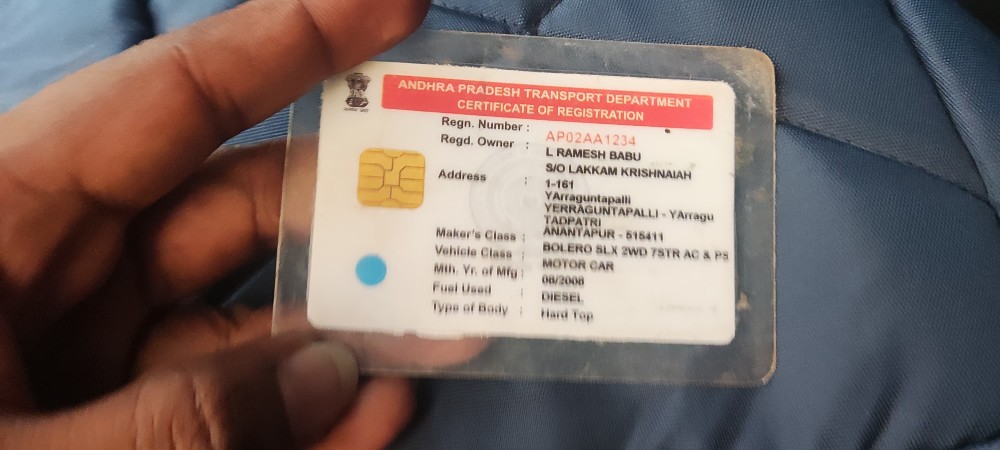 ANDHRA PRADESH TRANSPORT DEPARTMENT
CERTIFICATE OF REGISTRATION
Regn. Number : AP02AA1234
Regd. Owner : L RAMESH BABU
S/O LAKKAM KRISHNAIAH
Address : 1-161
YArraguntapalli
YERRAGUNTAPALLI - YArragu
TADPATRI
ANANTAPUR - 515411
Maker's Class : BOLERO SLX 2WD 7STR AC & PS
Vehicle Class : MOTOR CAR
Mth. Yr. of Mfg : 08/2006
Fuel Used : DIESEL
Type of Body : Hard Top